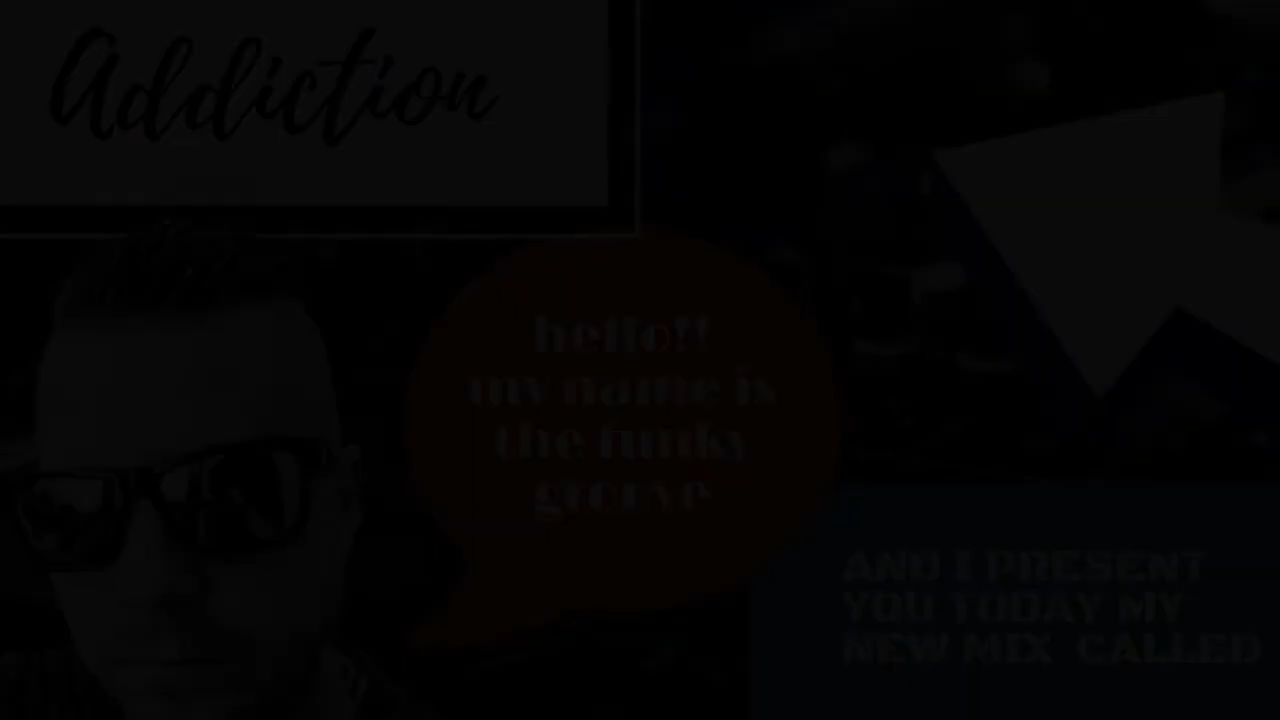 Addiction
hello!!
my name is
the funky
groove
AND I PRESENT
YOU TODAY MY
NEW MIX CALLED